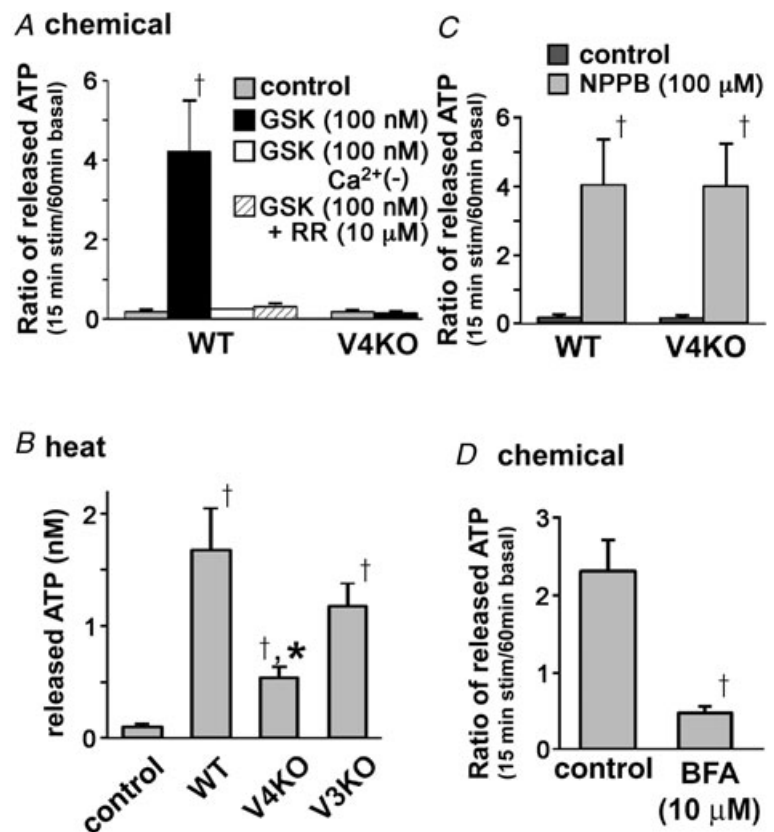 A chemical
Ratio of released ATP
(15 min stim/60min basal)
6
4
2
0
†
control
GSK (100 nM)
GSK (100 nM)
Ca²⁺(-)
GSK (100 nM)
+ RR (10 μM)
WT
V4KO
C
control
NPPB (100 μM)
Ratio of released ATP
(15 min stim/60min basal)
6
4
2
0
†
†
WT
V4KO
B heat
released ATP (nM)
2
1
0
†
†,*
†
control
WT
V4KO
V3KO
D chemical
Ratio of released ATP
(15 min stim/60min basal)
3
2
1
0
†
control
BFA
(10 μM)